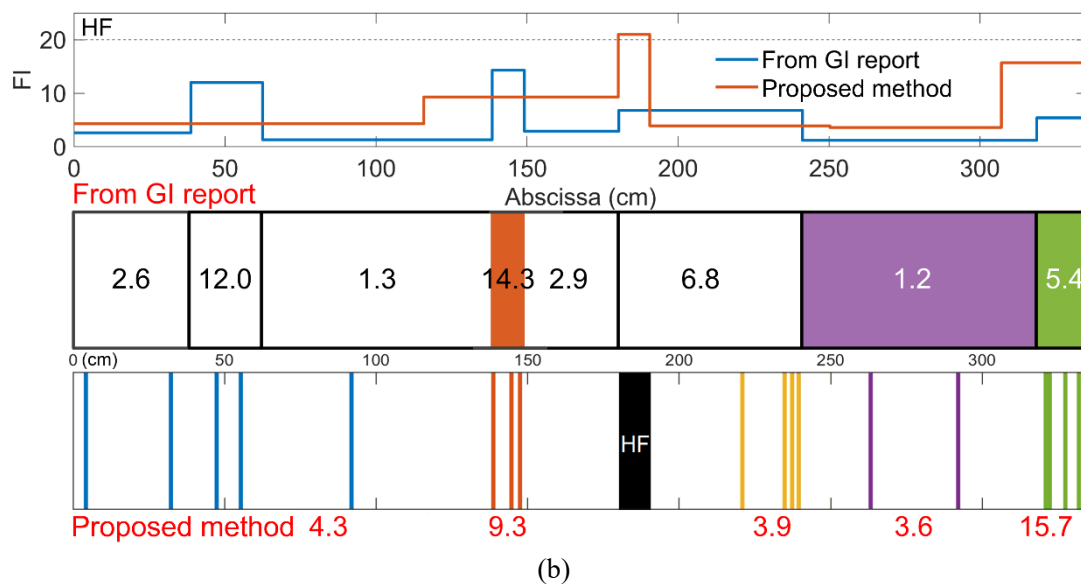 HF
20
10
0
FI
From GI report
Proposed method
0 50 100 150 200 250 300
Abscissa (cm)
From GI report
2.6 12.0 1.3 14.3 2.9 6.8 1.2 5.4
0 (cm) 50 100 150 200 250 300
HF
Proposed method 4.3 9.3 3.9 3.6 15.7
(b)